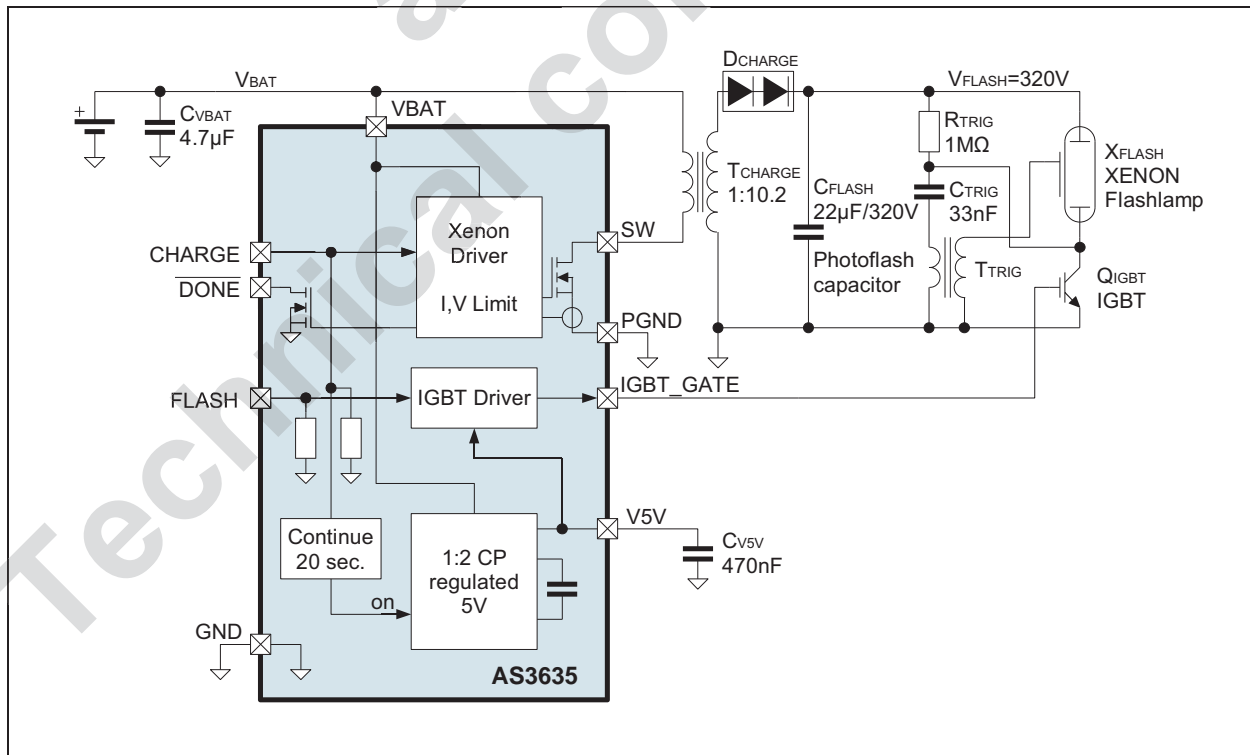 VBAT
CVBAT
4.7µF
VBAT
DCHARGE
VFLASH=320V
RTRIG
1MΩ
XFLASH
XENON
Flashlamp
TCHARGE
1:10.2
CFLASH
22µF/320V
Photoflash
capacitor
CTRIG
33nF
TTRIG
QIGBT
IGBT
CHARGE
DONE
Xenon
Driver
I,V Limit
SW
PGND
FLASH
IGBT Driver
IGBT_GATE
Continue
20 sec.
on
1:2 CP
regulated
5V
V5V
CV5V
470nF
GND
AS3635
+
Technical co